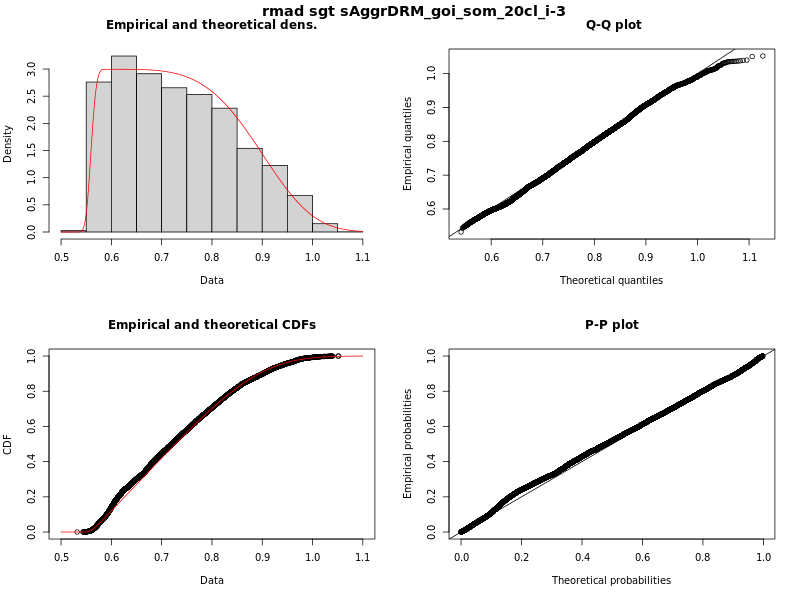 rmad sgt sAggrDRM_goi_som_20cl_i-3
Empirical and theoretical dens.
Density
0.0 0.5 1.0 1.5 2.0 2.5 3.0
0.5 0.6 0.7 0.8 0.9 1.0 1.1
Data
Q-Q plot
Empirical quantiles
0.6 0.7 0.8 0.9 1.0
0.6 0.7 0.8 0.9 1.0 1.1
Theoretical quantiles
Empirical and theoretical CDFs
CDF
0.0 0.2 0.4 0.6 0.8 1.0
0.5 0.6 0.7 0.8 0.9 1.0 1.1
Data
P-P plot
Empirical probabilities
0.0 0.2 0.4 0.6 0.8 1.0
0.0 0.2 0.4 0.6 0.8 1.0
Theoretical probabilities